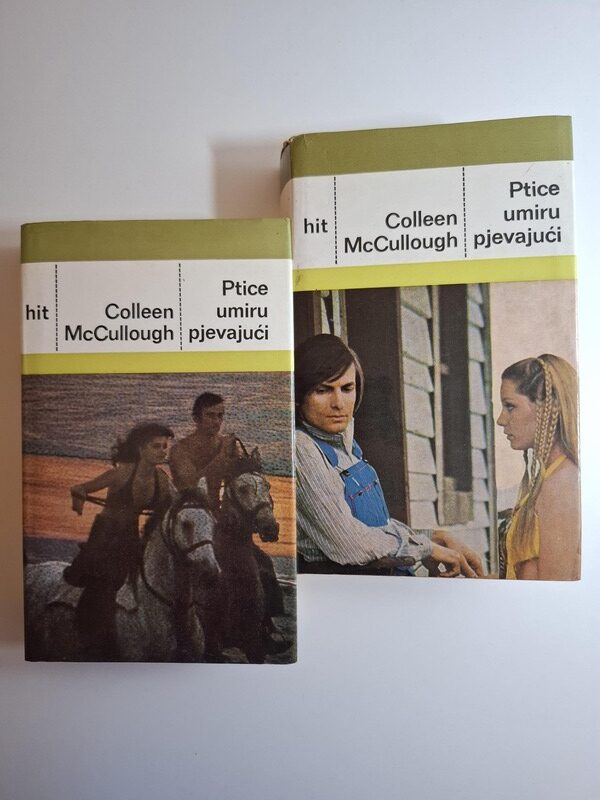 hit
Colleen
McCullough
Ptice
umiru
pjevajući
hit
Colleen
McCullough
Ptice
umiru
pjevajući